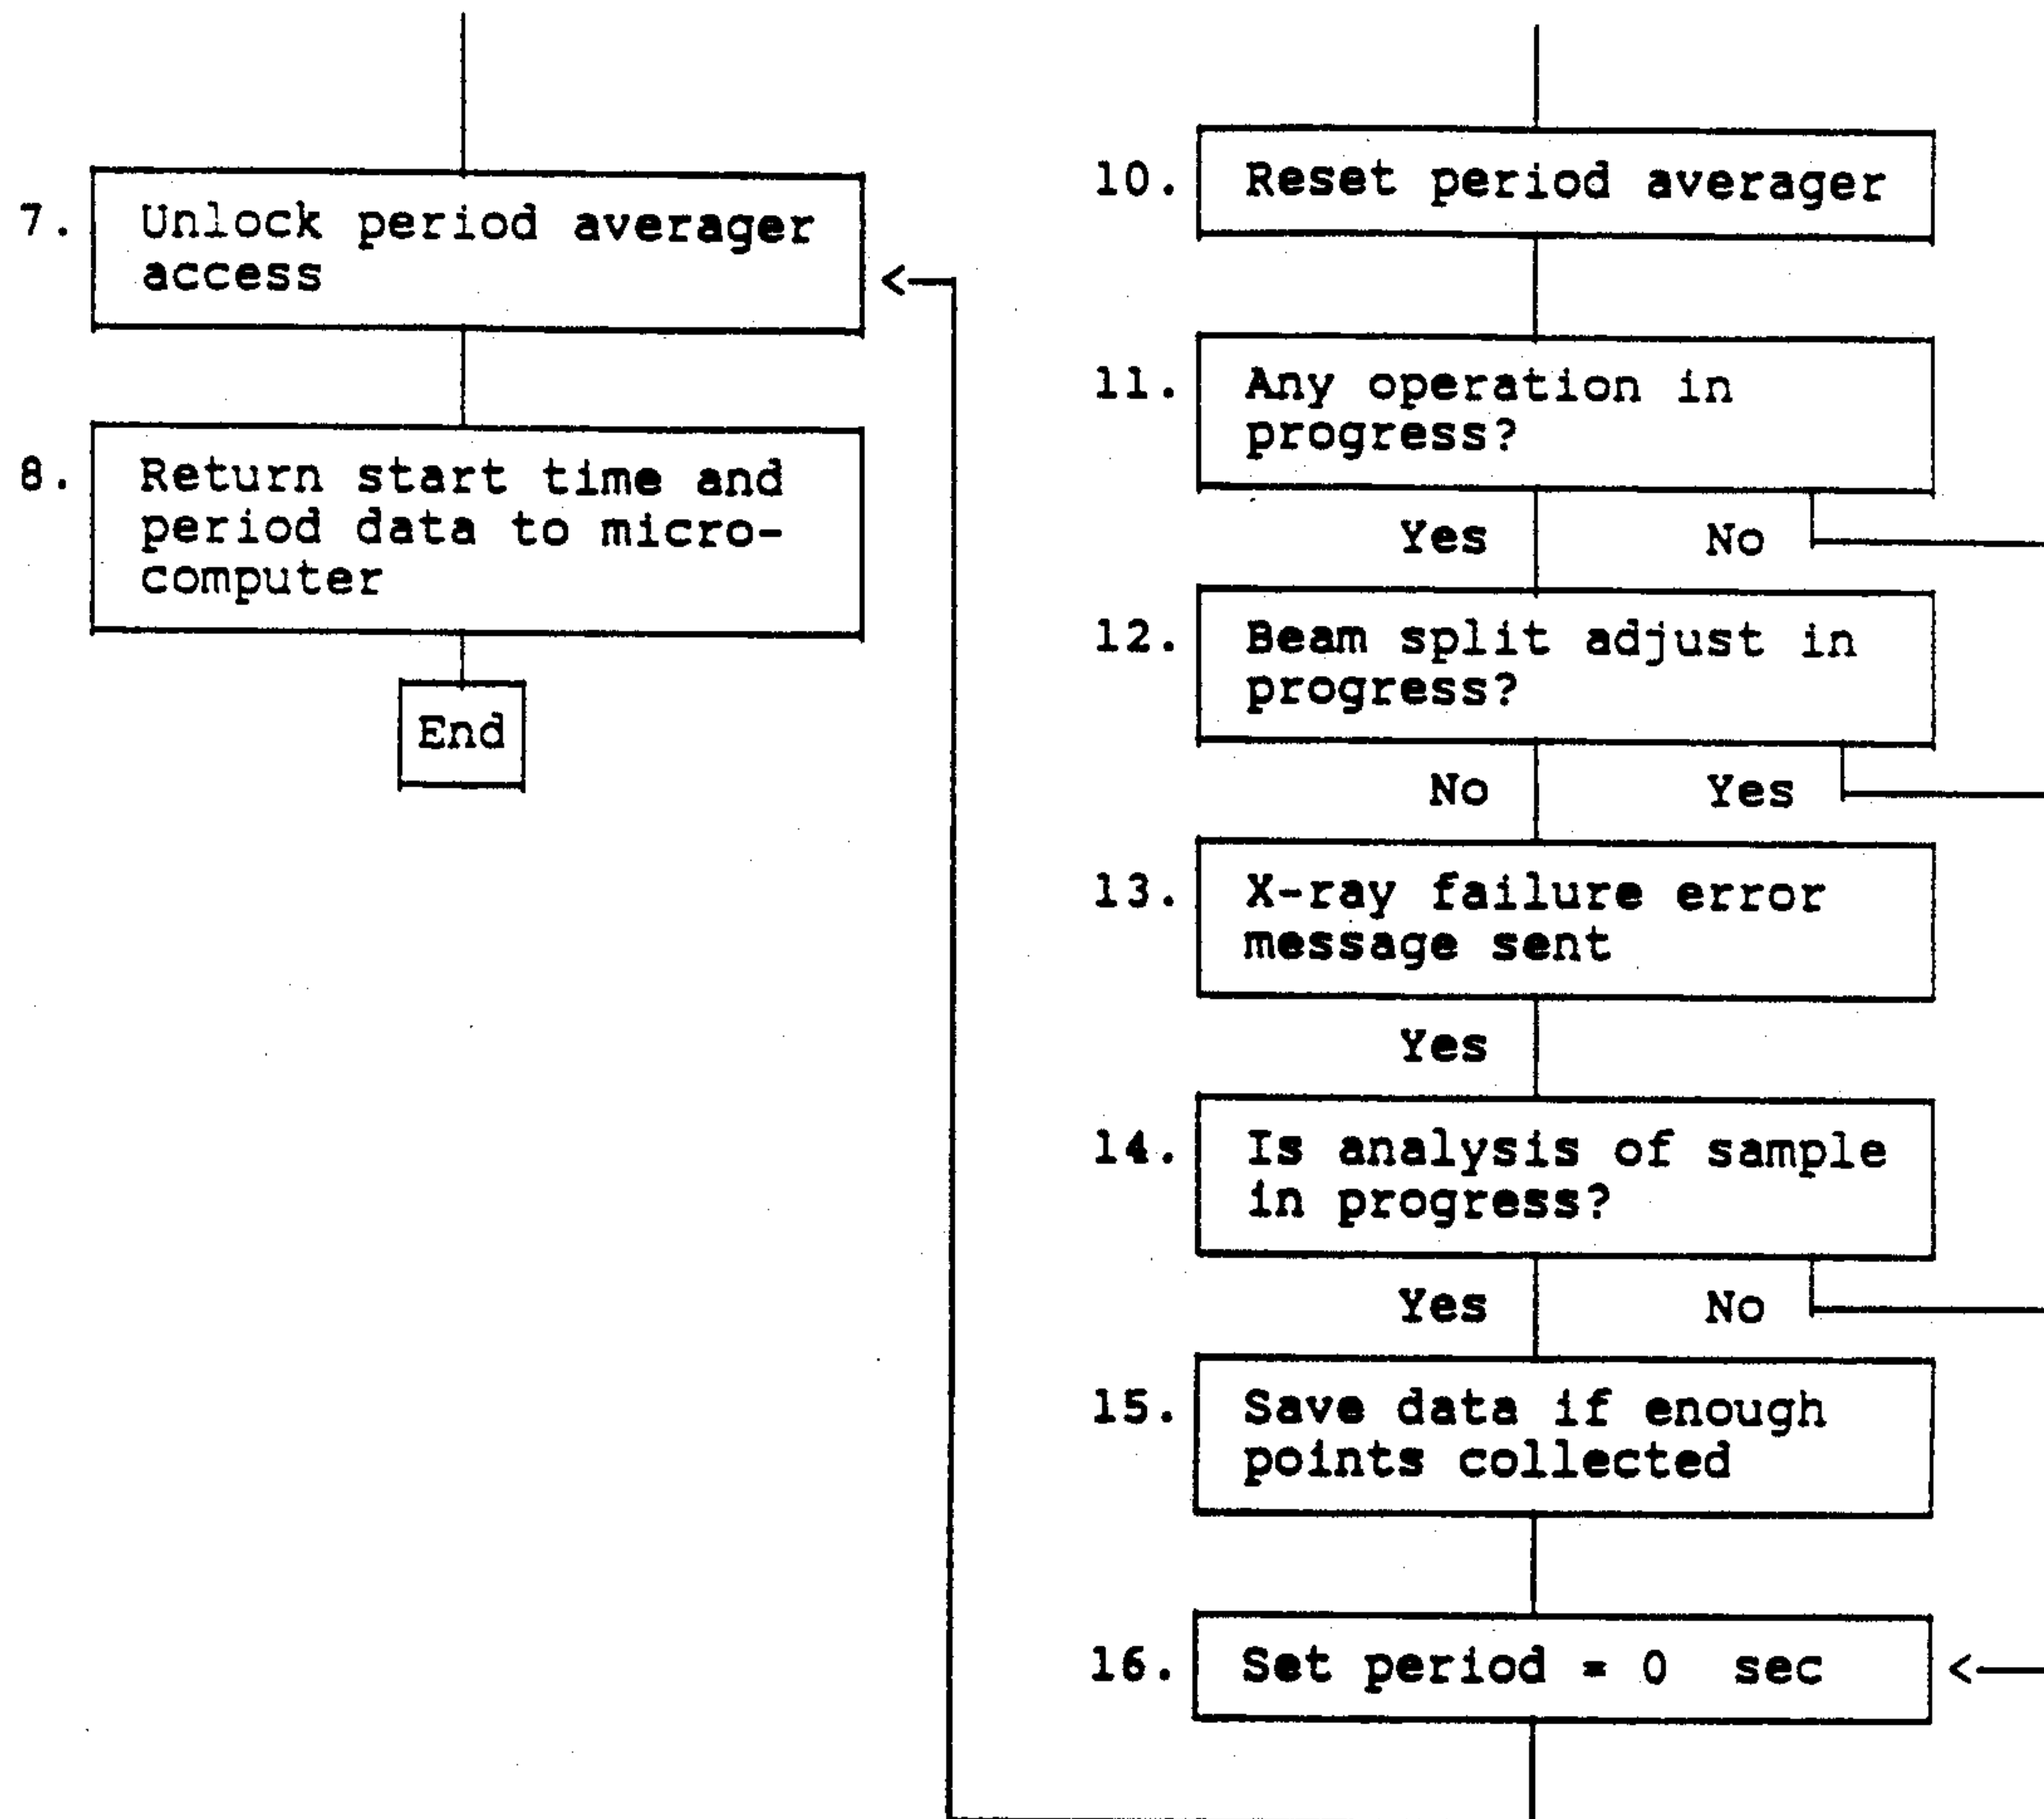 7.
Unlock period averager
access
<
8.
Return start time and
period data to micro-
computer
End
10.
Reset period averager
11.
Any operation in
progress?
Yes
No
12.
Beam split adjust in
progress?
No
Yes
13.
X-ray failure error
message sent
Yes
14.
Is analysis of sample
in progress?
Yes
No
15.
Save data if enough
points collected
16.
Set period = 0 sec
<